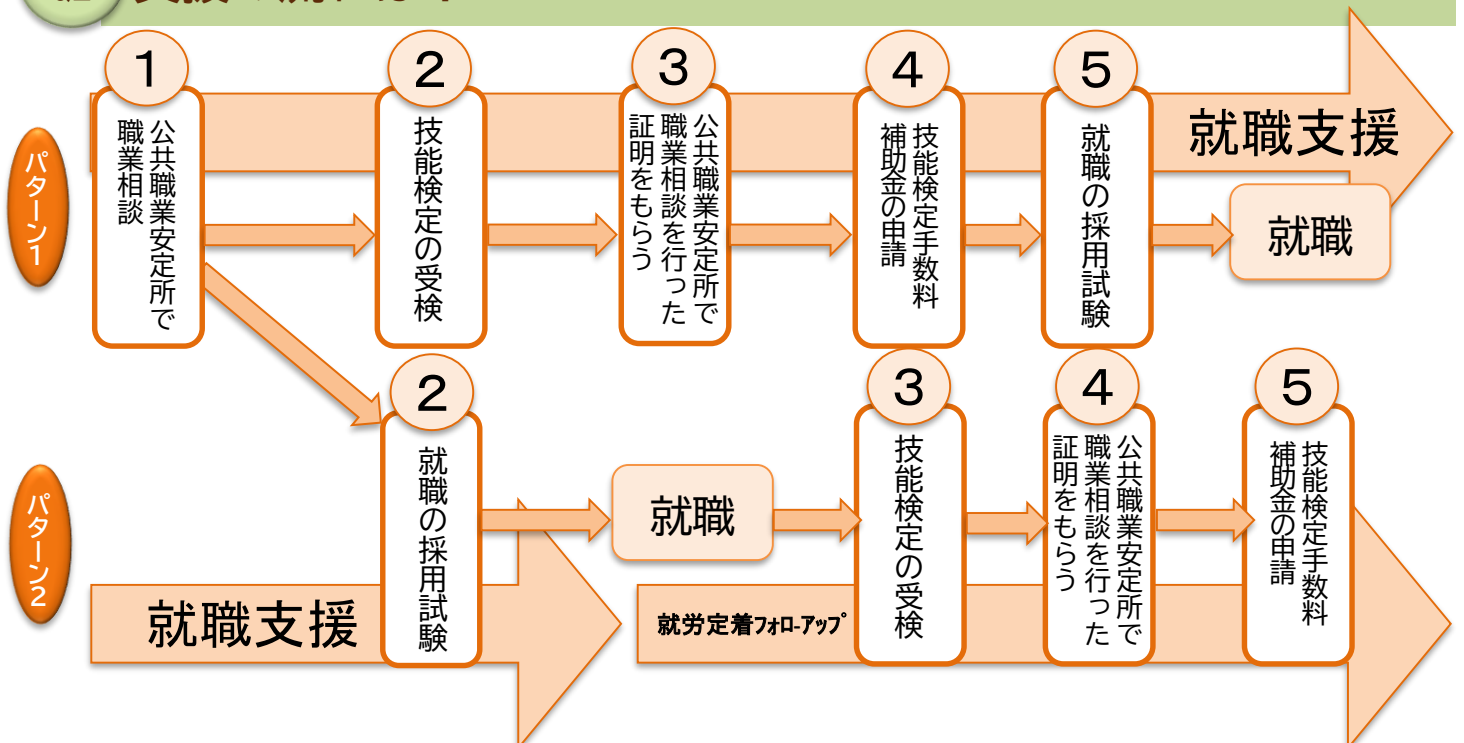 パターン1
1
公共職業安定所で
職業相談
2
技能検定の受検
3
公共職業安定所で
職業相談を行った
証明をもらう
4
技能検定手数料
補助金の申請
5
就職の採用試験
就職支援
就職
パターン2
2
就職の採用試験
就職支援
就職
就労定着フォローアップ
3
技能検定の受検
4
公共職業安定所で
職業相談を行った
証明をもらう
5
技能検定手数料
補助金の申請